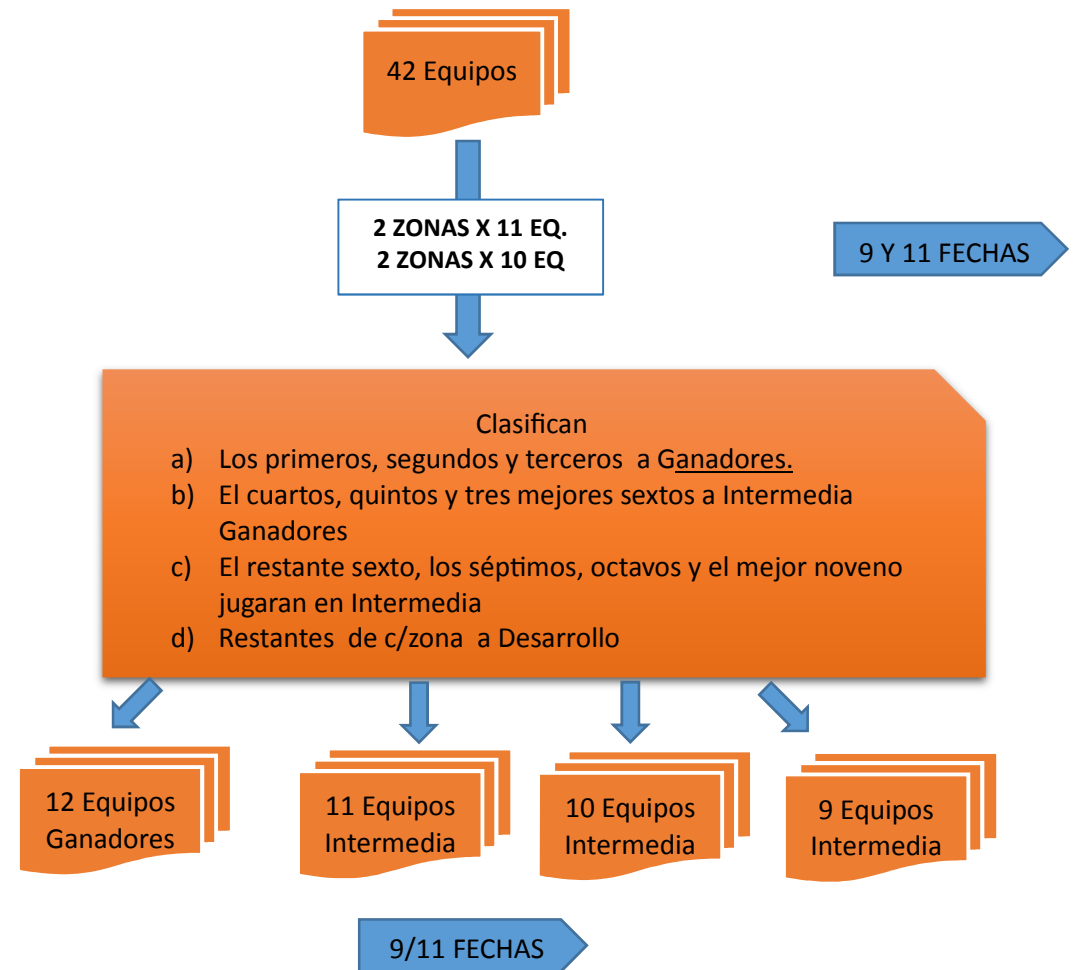 42 Equipos
2 ZONAS X 11 EQ.
2 ZONAS X 10 EQ
9 Y 11 FECHAS
Clasifican
a) Los primeros, segundos y terceros a Ganadores.
b) El cuartos, quintos y tres mejores sextos a Intermedia
Ganadores
c) El restante sexto, los séptimos, octavos y el mejor noveno
jugaran en Intermedia
d) Restantes de c/zona a Desarrollo
12 Equipos
Ganadores
11 Equipos
Intermedia
10 Equipos
Intermedia
9 Equipos
Intermedia
9/11 FECHAS